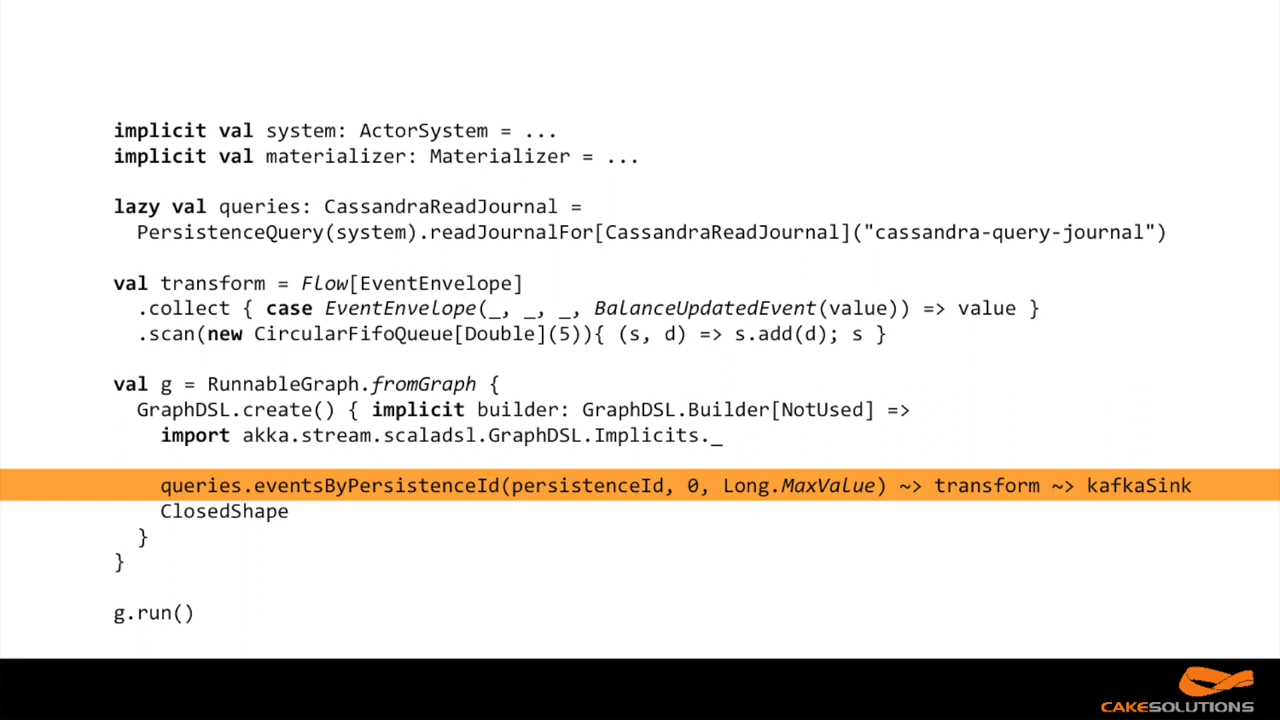 implicit val system: ActorSystem = ...
implicit val materializer: Materializer = ...
lazy val queries: CassandraReadJournal =
PersistenceQuery(system).readJournalFor[CassandraReadJournal]("cassandra-query-journal")
val transform = Flow[EventEnvelope]
.collect { case EventEnvelope(_, _, _, BalanceUpdatedEvent(value)) => value }
.scan(new CircularFifoQueue[Double](5)){ (s, d) => s.add(d); s }
val g = RunnableGraph.fromGraph {
GraphDSL.create() { implicit builder: GraphDSL.Builder[NotUsed] =>
import akka.stream.scaladsl.GraphDSL.Implicits._
queries.eventsByPersistenceId(persistenceId, 0, Long.MaxValue) ~> transform ~> kafkaSink
ClosedShape
}
}
g.run()
CAKESOLUTIONS